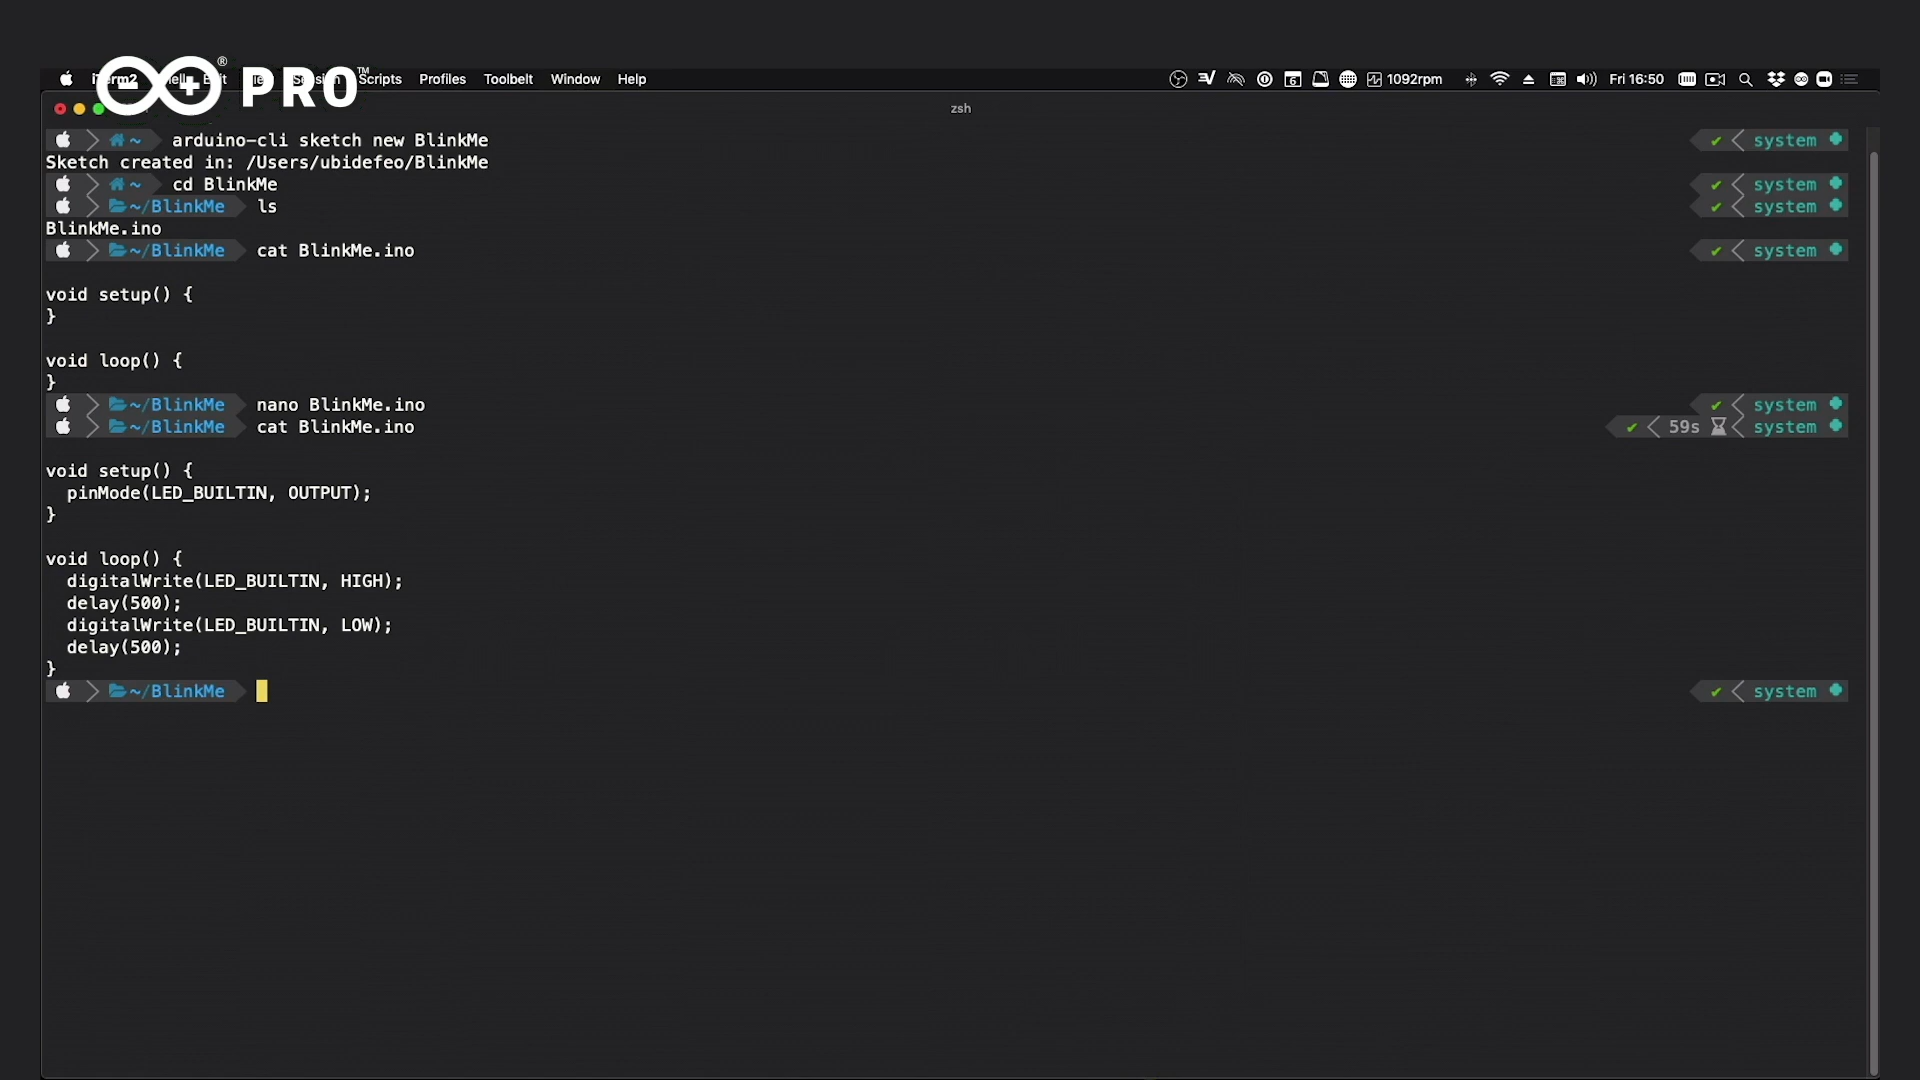 PRO™
®
iTerm2 Scripts Profiles Toolbelt Window Help 6 1092rpm Fri 16:50
zsh
~ arduino-cli sketch new BlinkMe ✔ system
Sketch created in: /Users/ubidefeo/BlinkMe
~ cd BlinkMe ✔ system
~/BlinkMe ls ✔ system
BlinkMe.ino
~/BlinkMe cat BlinkMe.ino ✔ system
void setup() {
}
void loop() {
}
~/BlinkMe nano BlinkMe.ino ✔ system
~/BlinkMe cat BlinkMe.ino ✔ 59s system
void setup() {
  pinMode(LED_BUILTIN, OUTPUT);
}
void loop() {
  digitalWrite(LED_BUILTIN, HIGH);
  delay(500);
  digitalWrite(LED_BUILTIN, LOW);
  delay(500);
}
~/BlinkMe ✔ system